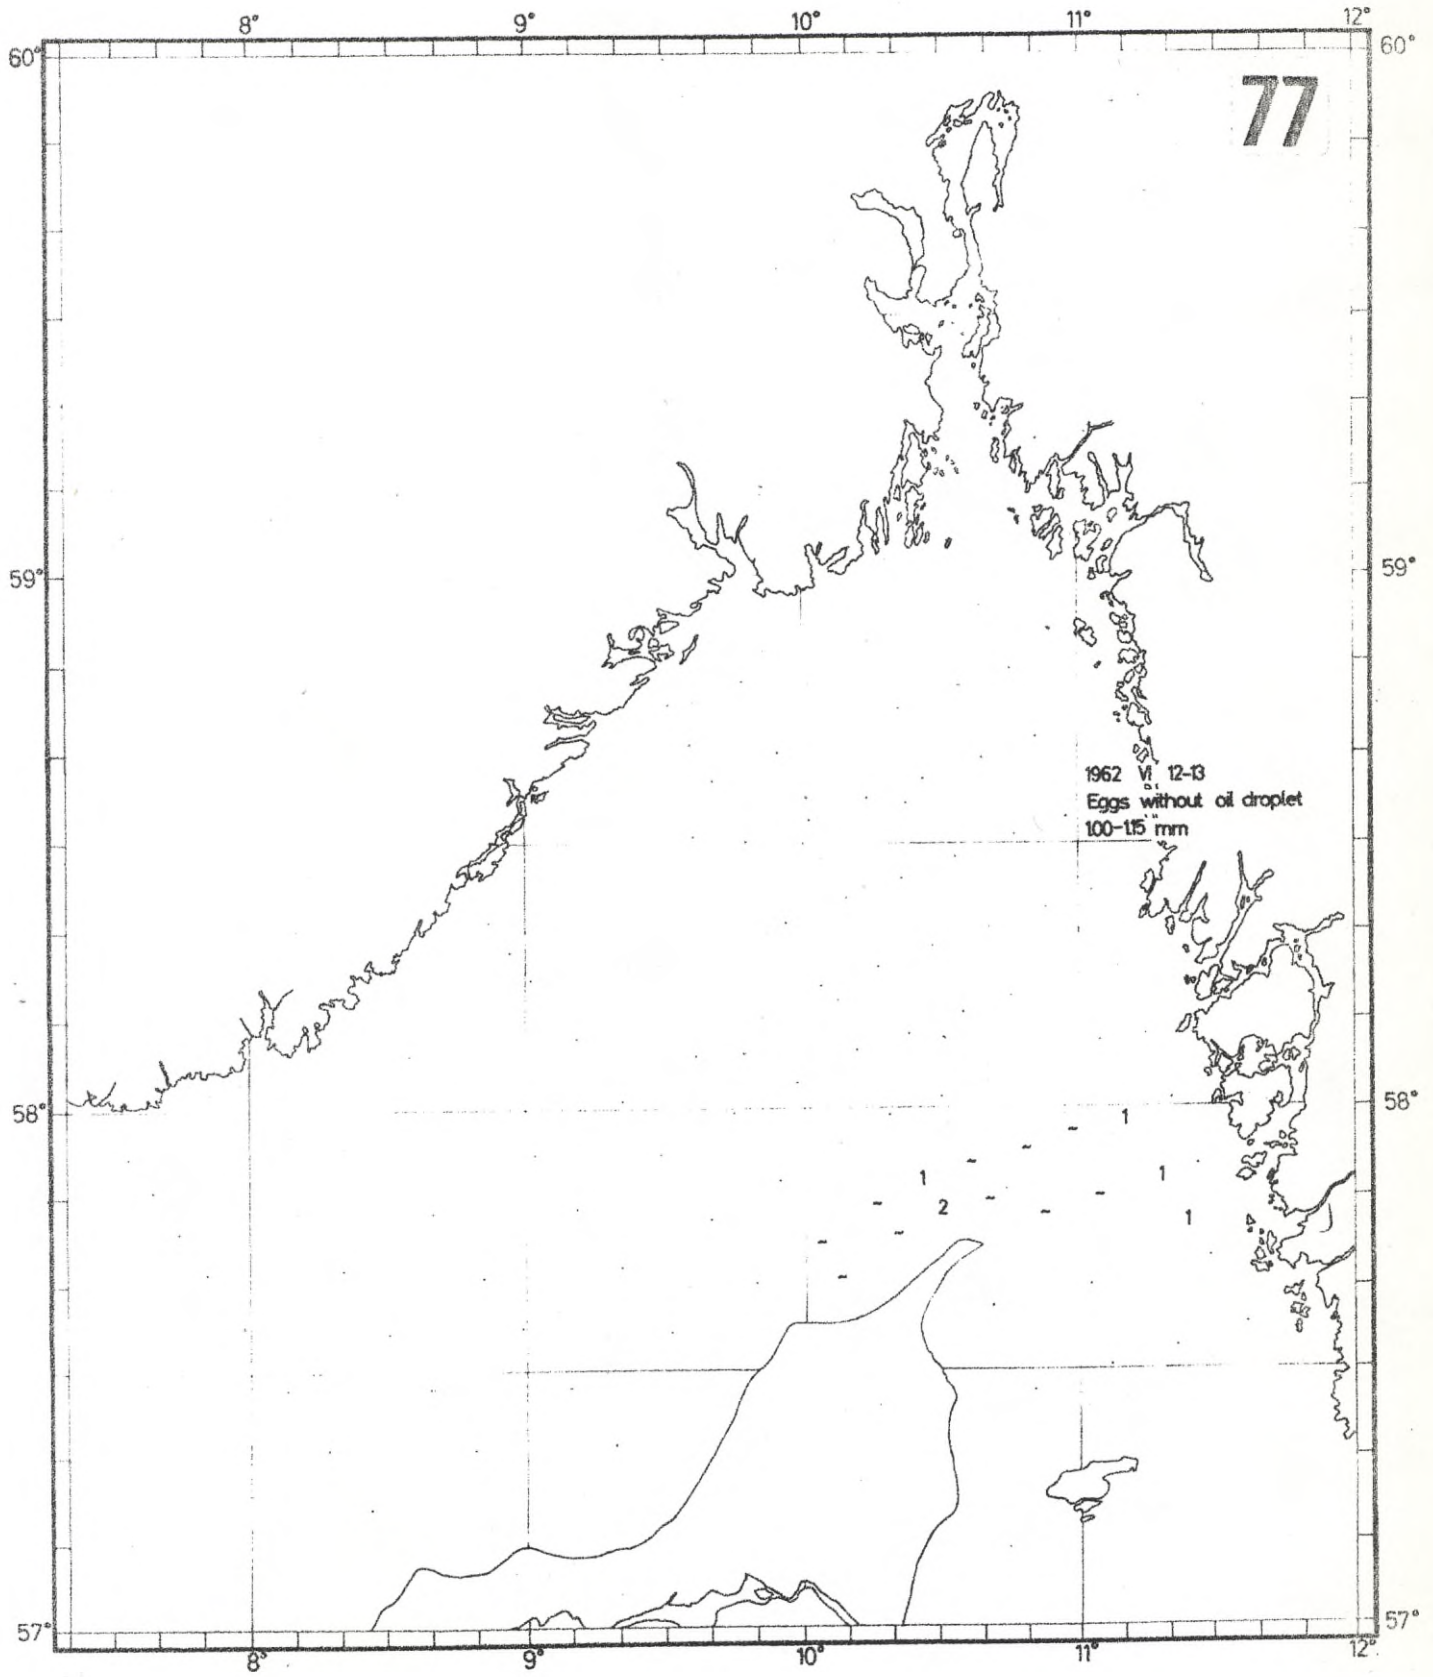 8° 9° 10° 11° 12°
60° 60°
77
59° 59°
1962 VI 12-13
Eggs without oil droplet
1.00-1.15 mm
58° 58°
1
~ ~
1 ~ 1
~ 2 ~ ~ ~ 1
~ ~
~
57° 57°
8° 9° 10° 11° 12°